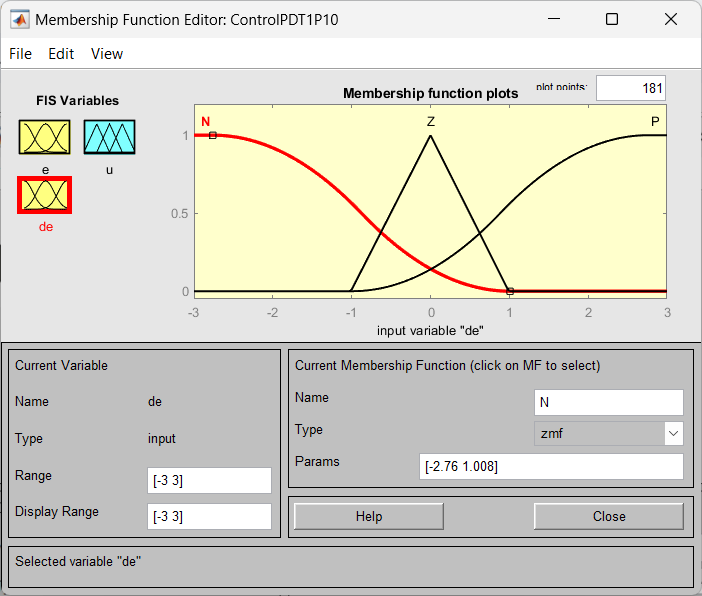 Membership Function Editor: ControlPDT1P10
File Edit View
FIS Variables
e
u
de
Membership function plots
plot points:
181
N
Z
P
1
0.5
0
-3 -2 -1 0 1 2 3
input variable "de"
Current Variable
Name de
Type input
Range [-3 3]
Display Range [-3 3]
Current Membership Function (click on MF to select)
Name N
Type zmf
Params [-2.76 1.008]
Help Close
Selected variable "de"